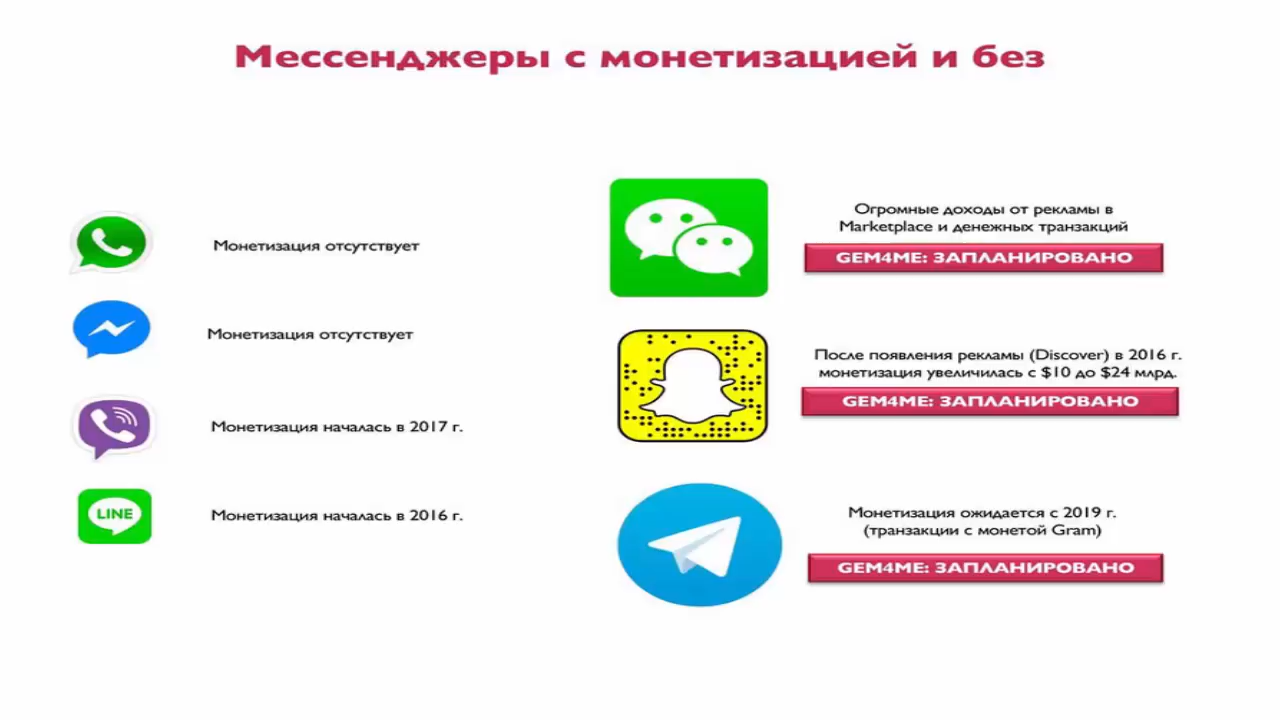 Мессенджеры с монетизацией и без
Монетизация отсутствует
Монетизация отсутствует
Монетизация началась в 2017 г.
LINE
Монетизация началась в 2016 г.
Огромные доходы от рекламы в
Marketplace и денежных транзакций
GEM4ME: ЗАПЛАНИРОВАНО
После появления рекламы (Discover) в 2016 г.
монетизация увеличилась с $10 до $24 млрд.
GEM4ME: ЗАПЛАНИРОВАНО
Монетизация ожидается с 2019 г.
(транзакции с монетой Gram)
GEM4ME: ЗАПЛАНИРОВАНО